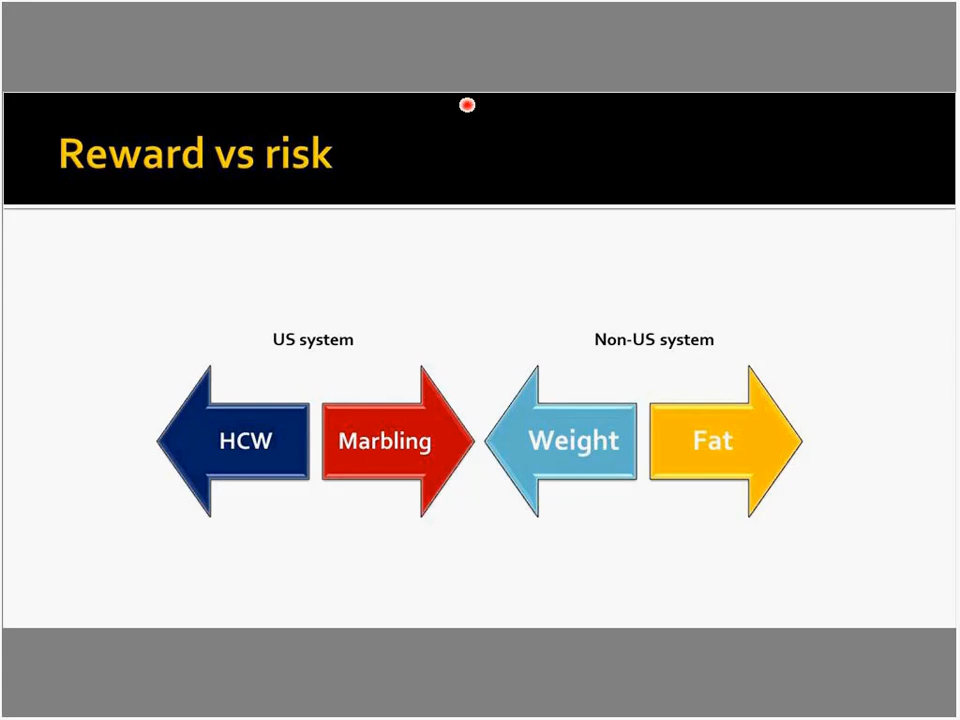 Reward vs risk
US system
Non-US system
HCW
Marbling
Weight
Fat